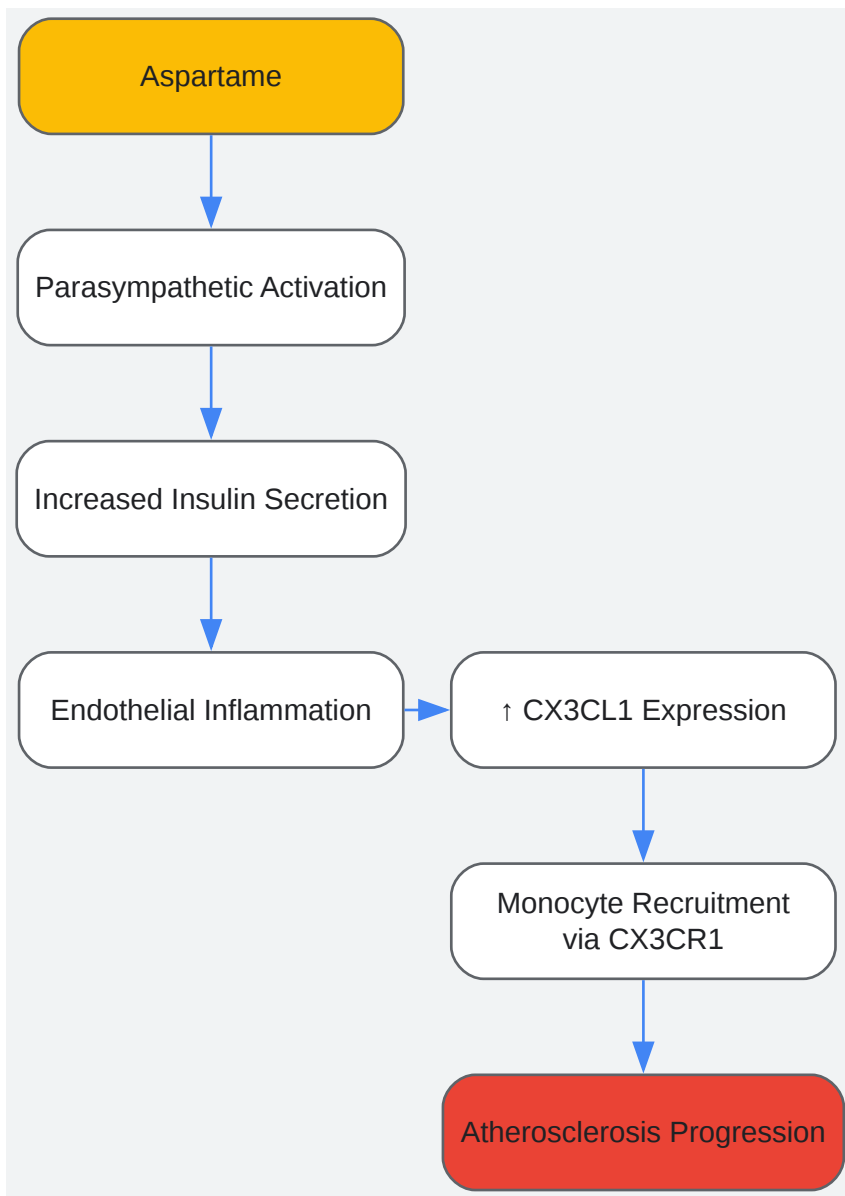 Aspartame
Parasympathetic Activation
Increased Insulin Secretion
Endothelial Inflammation
↑ CX3CL1 Expression
Monocyte Recruitment
via CX3CR1
Atherosclerosis Progression